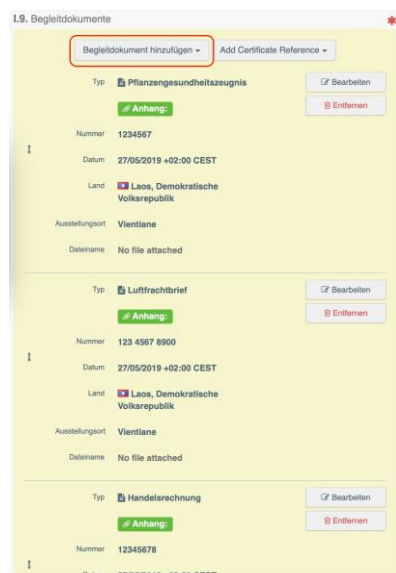 I.9. Begleitdokumente *
Begleitdokument hinzufügen Add Certificate Reference
Typ Pflanzengesundheitszeugnis Bearbeiten
Anhang: Entfernen
Nummer 1234567
Datum 27/05/2019 +02:00 CEST
Land Laos, Demokratische
Volksrepublik
Ausstellungsort Vientiane
Dateiname No file attached
Typ Luftfrachtbrief Bearbeiten
Anhang: Entfernen
Nummer 123 4567 8900
Datum 27/05/2019 +02:00 CEST
Land Laos, Demokratische
Volksrepublik
Ausstellungsort Vientiane
Dateiname No file attached
Typ Handelsrechnung Bearbeiten
Anhang: Entfernen
Nummer 12345678